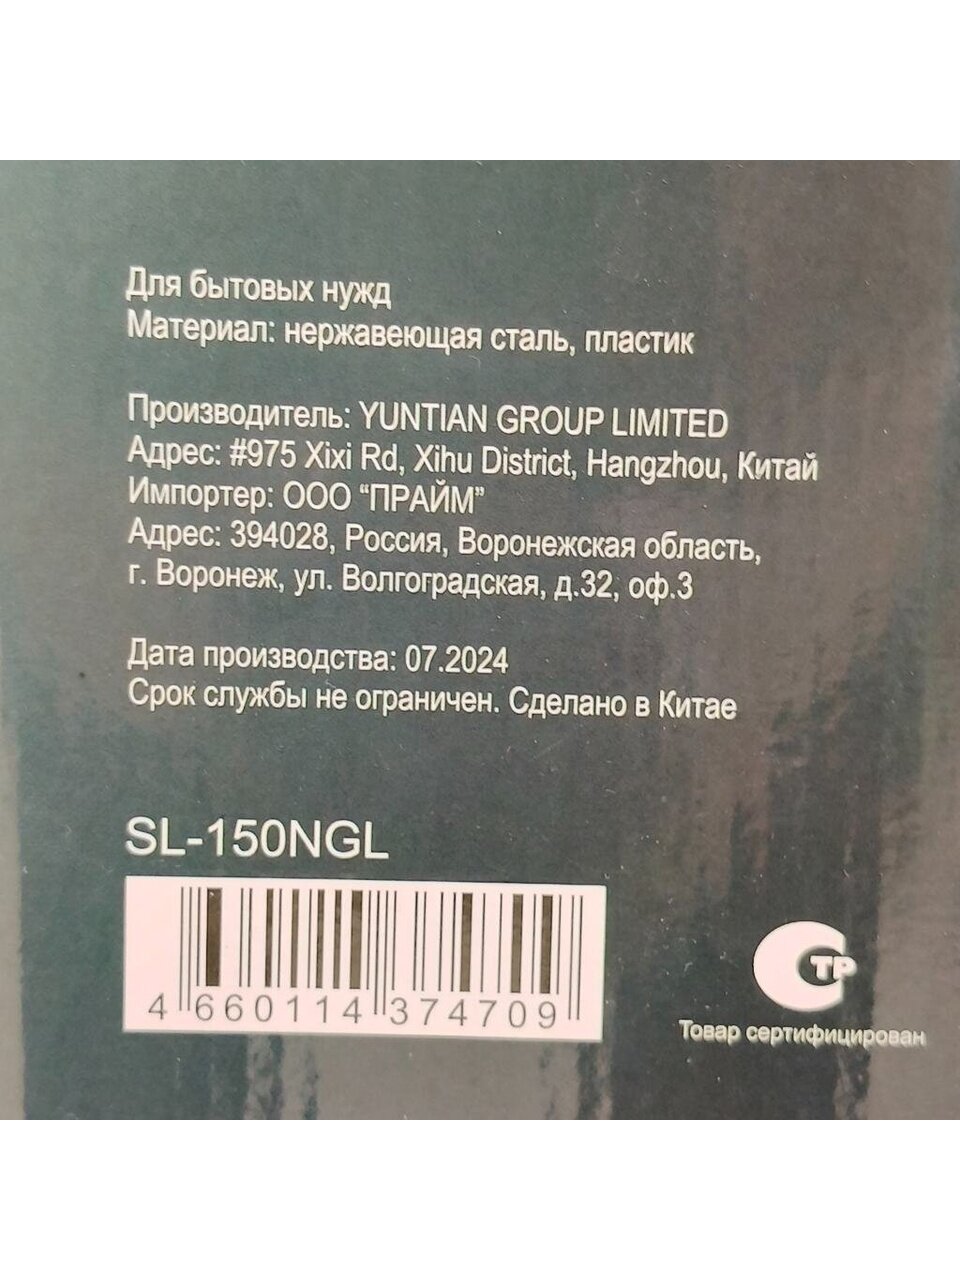 Для бытовых нужд
Материал: нержавеющая сталь, пластик
Производитель: YUNTIAN GROUP LIMITED
Адрес: #975 Xixi Rd, Xihu District, Hangzhou, Китай
Импортер: ООО “ПРАЙМ”
Адрес: 394028, Россия, Воронежская область,
г. Воронеж, ул. Волгоградская, д.32, оф.3
Дата производства: 07.2024
Срок службы не ограничен. Сделано в Китае
SL-150NGL
4 660114 374709
СТР
Товар сертифицирован